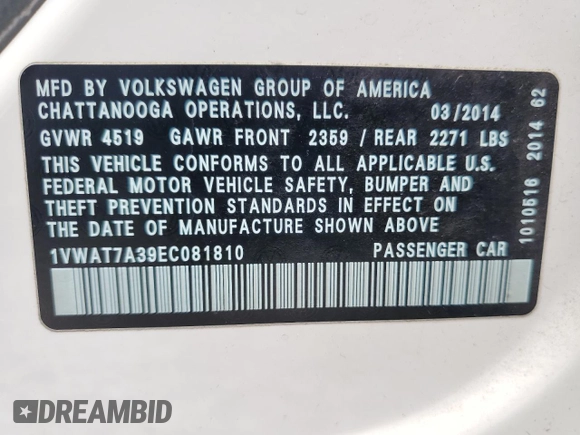 MFD BY VOLKSWAGEN GROUP OF AMERICA
CHATTANOOGA OPERATIONS, LLC. 03/2014
GVWR 4519 GAWR FRONT 2359 / REAR 2271 LBS
THIS VEHICLE CONFORMS TO ALL APPLICABLE U.S.
FEDERAL MOTOR VEHICLE SAFETY, BUMPER AND
THEFT PREVENTION STANDARDS IN EFFECT ON
THE DATE OF MANUFACTURE SHOWN ABOVE
1VWAT7A39EC081810 PASSENGER CAR
1010516 2014 62
DREAMBID